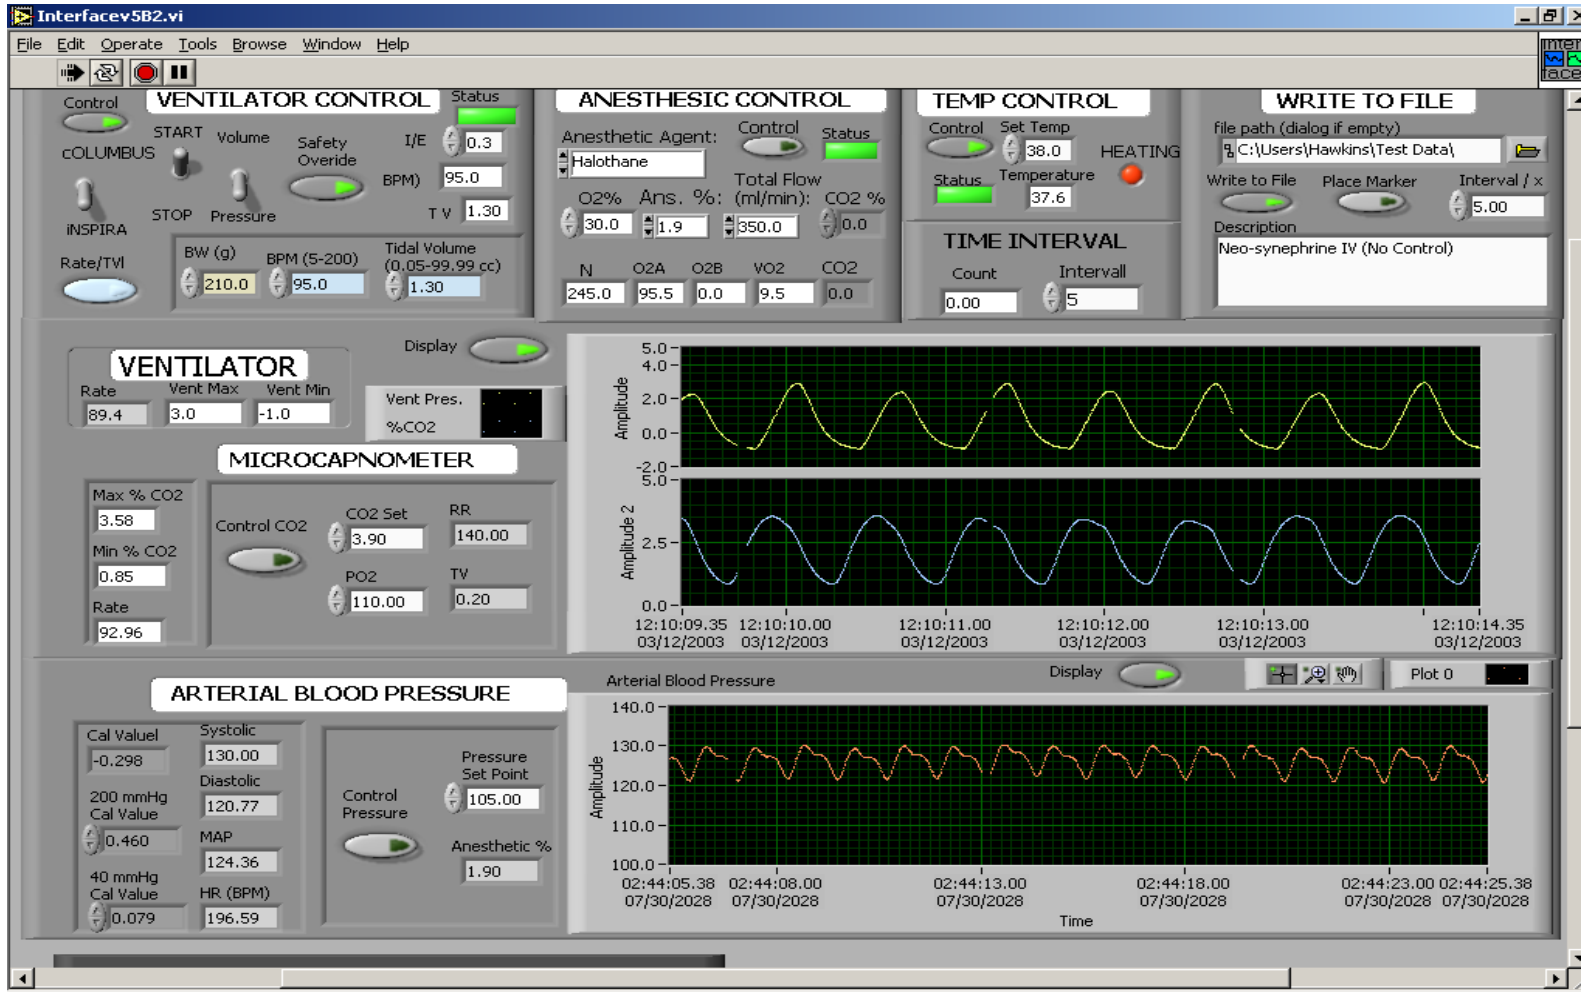 Interfacev5B2.vi
File Edit Operate Tools Browse Window Help
Inter
face
Control
VENTILATOR CONTROL
Status
START
Volume
Safety
Overide
I/E
0.3
cOLUMBUS
BPM)
95.0
STOP
Pressure
T V
1.30
iNSPIRA
Rate/TVl
BW (g)
210.0
BPM (5-200)
95.0
Tidal Volume
(0.05-99.99 cc)
1.30
ANESTHESIC CONTROL
Anesthetic Agent:
Halothane
Control
Status
O2%
Ans. %:
Total Flow
(ml/min):
CO2 %
30.0
1.9
350.0
0.0
N
O2A
O2B
VO2
CO2
245.0
95.5
0.0
9.5
0.0
TEMP CONTROL
Control
Set Temp
38.0
HEATING
Status
Temperature
37.6
TIME INTERVAL
Count
Intervall
0.00
5
WRITE TO FILE
file path (dialog if empty)
C:\Users\Hawkins\Test Data\
Write to File
Place Marker
Interval / x
5.00
Description
Neo-synephrine IV (No Control)
VENTILATOR
Rate
Vent Max
Vent Min
89.4
3.0
-1.0
Display
Vent Pres.
%CO2
MICROCAPNOMETER
Max % CO2
3.58
Min % CO2
0.85
Rate
92.96
Control CO2
CO2 Set
3.90
RR
140.00
PO2
110.00
TV
0.20
Amplitude
5.0
4.0
2.0
0.0
-2.0
Amplitude 2
5.0
2.5
0.0
12:10:09.35 12:10:10.00 12:10:11.00 12:10:12.00 12:10:13.00 12:10:14.35
03/12/2003 03/12/2003 03/12/2003 03/12/2003 03/12/2003 03/12/2003
ARTERIAL BLOOD PRESSURE
Cal Valuel
-0.298
Systolic
130.00
200 mmHg
Cal Value
0.460
Diastolic
120.77
MAP
124.36
40 mmHg
Cal Value
0.079
HR (BPM)
196.59
Control
Pressure
Pressure
Set Point
105.00
Anesthetic %
1.90
Arterial Blood Pressure
Display
Plot 0
Amplitude
140.0
130.0
120.0
110.0
100.0
02:44:05.38 02:44:08.00 02:44:13.00 02:44:18.00 02:44:23.00 02:44:25.38
07/30/2028 07/30/2028 07/30/2028 07/30/2028 07/30/2028 07/30/2028
Time